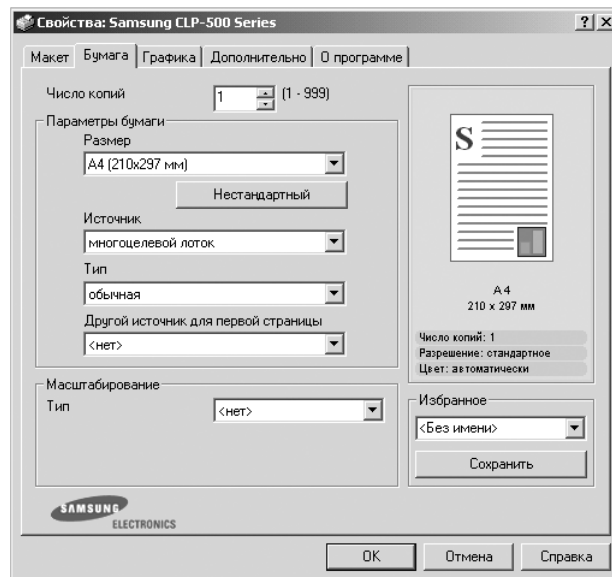 Свойства: Samsung CLP-500 Series
Макет Бумага Графика Дополнительно О программе
Число копий 1 (1 - 999)
Параметры бумаги
Размер
A4 (210x297 мм)
Нестандартный
Источник
многоцелевой лоток
Тип
обычная
Другой источник для первой страницы
<нет>
Масштабирование
Тип <нет>
S
A4
210 x 297 мм
Число копий: 1
Разрешение: стандартное
Цвет: автоматически
Избранное
<Без имени>
Сохранить
SAMSUNG
ELECTRONICS
OK Отмена Справка